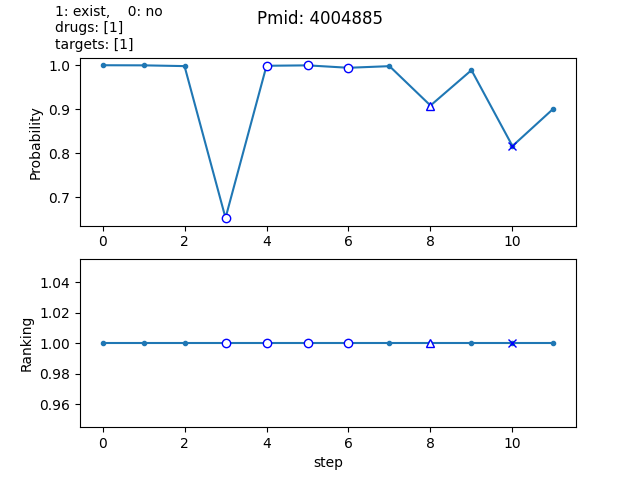 1: exist,    0: no
drugs: [1]
targets: [1]
Pmid: 4004885
1.0
0.9
0.8
0.7
Probability
0 2 4 6 8 10
1.04
1.02
1.00
0.98
0.96
Ranking
0 2 4 6 8 10
step